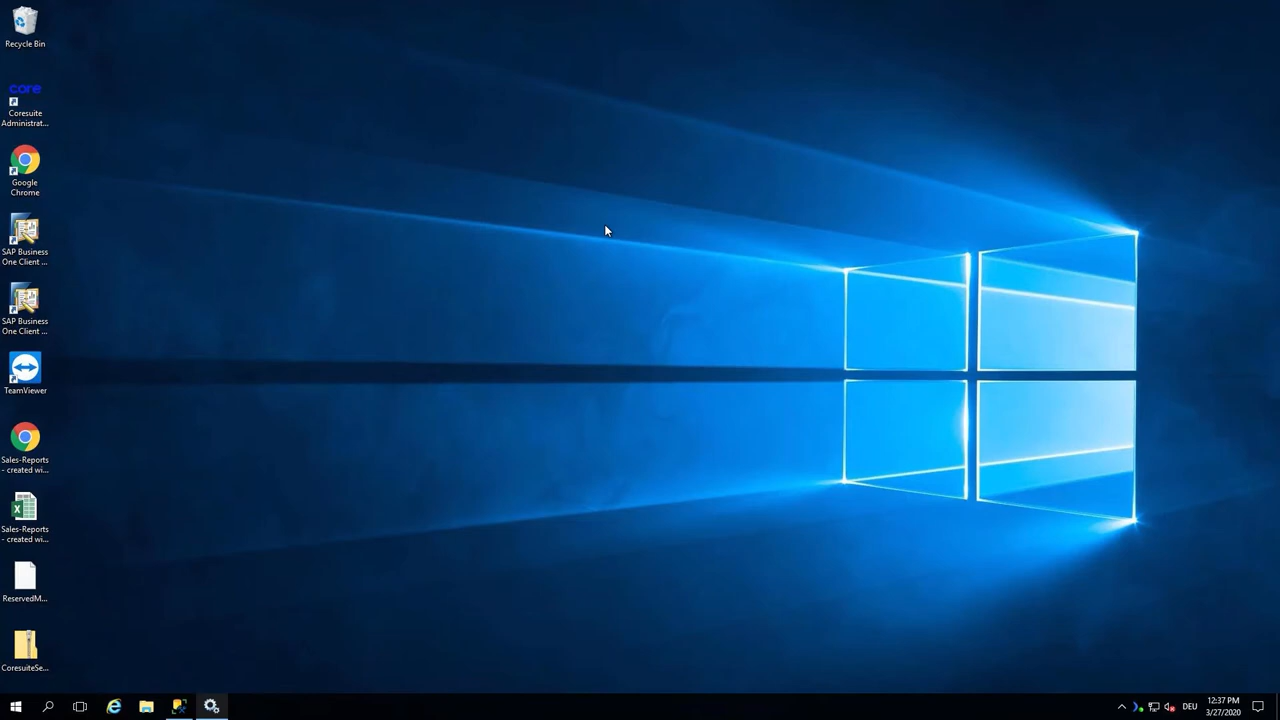 Recycle Bin
core
Coresuite
Administrat...
Google
Chrome
SAP Business
One Client ...
SAP Business
One Client ...
TeamViewer
Sales-Reports
- created wi...
Sales-Reports
- created wi...
ReservedM...
CoresuiteSe...
DEU
12:37 PM
3/27/2020